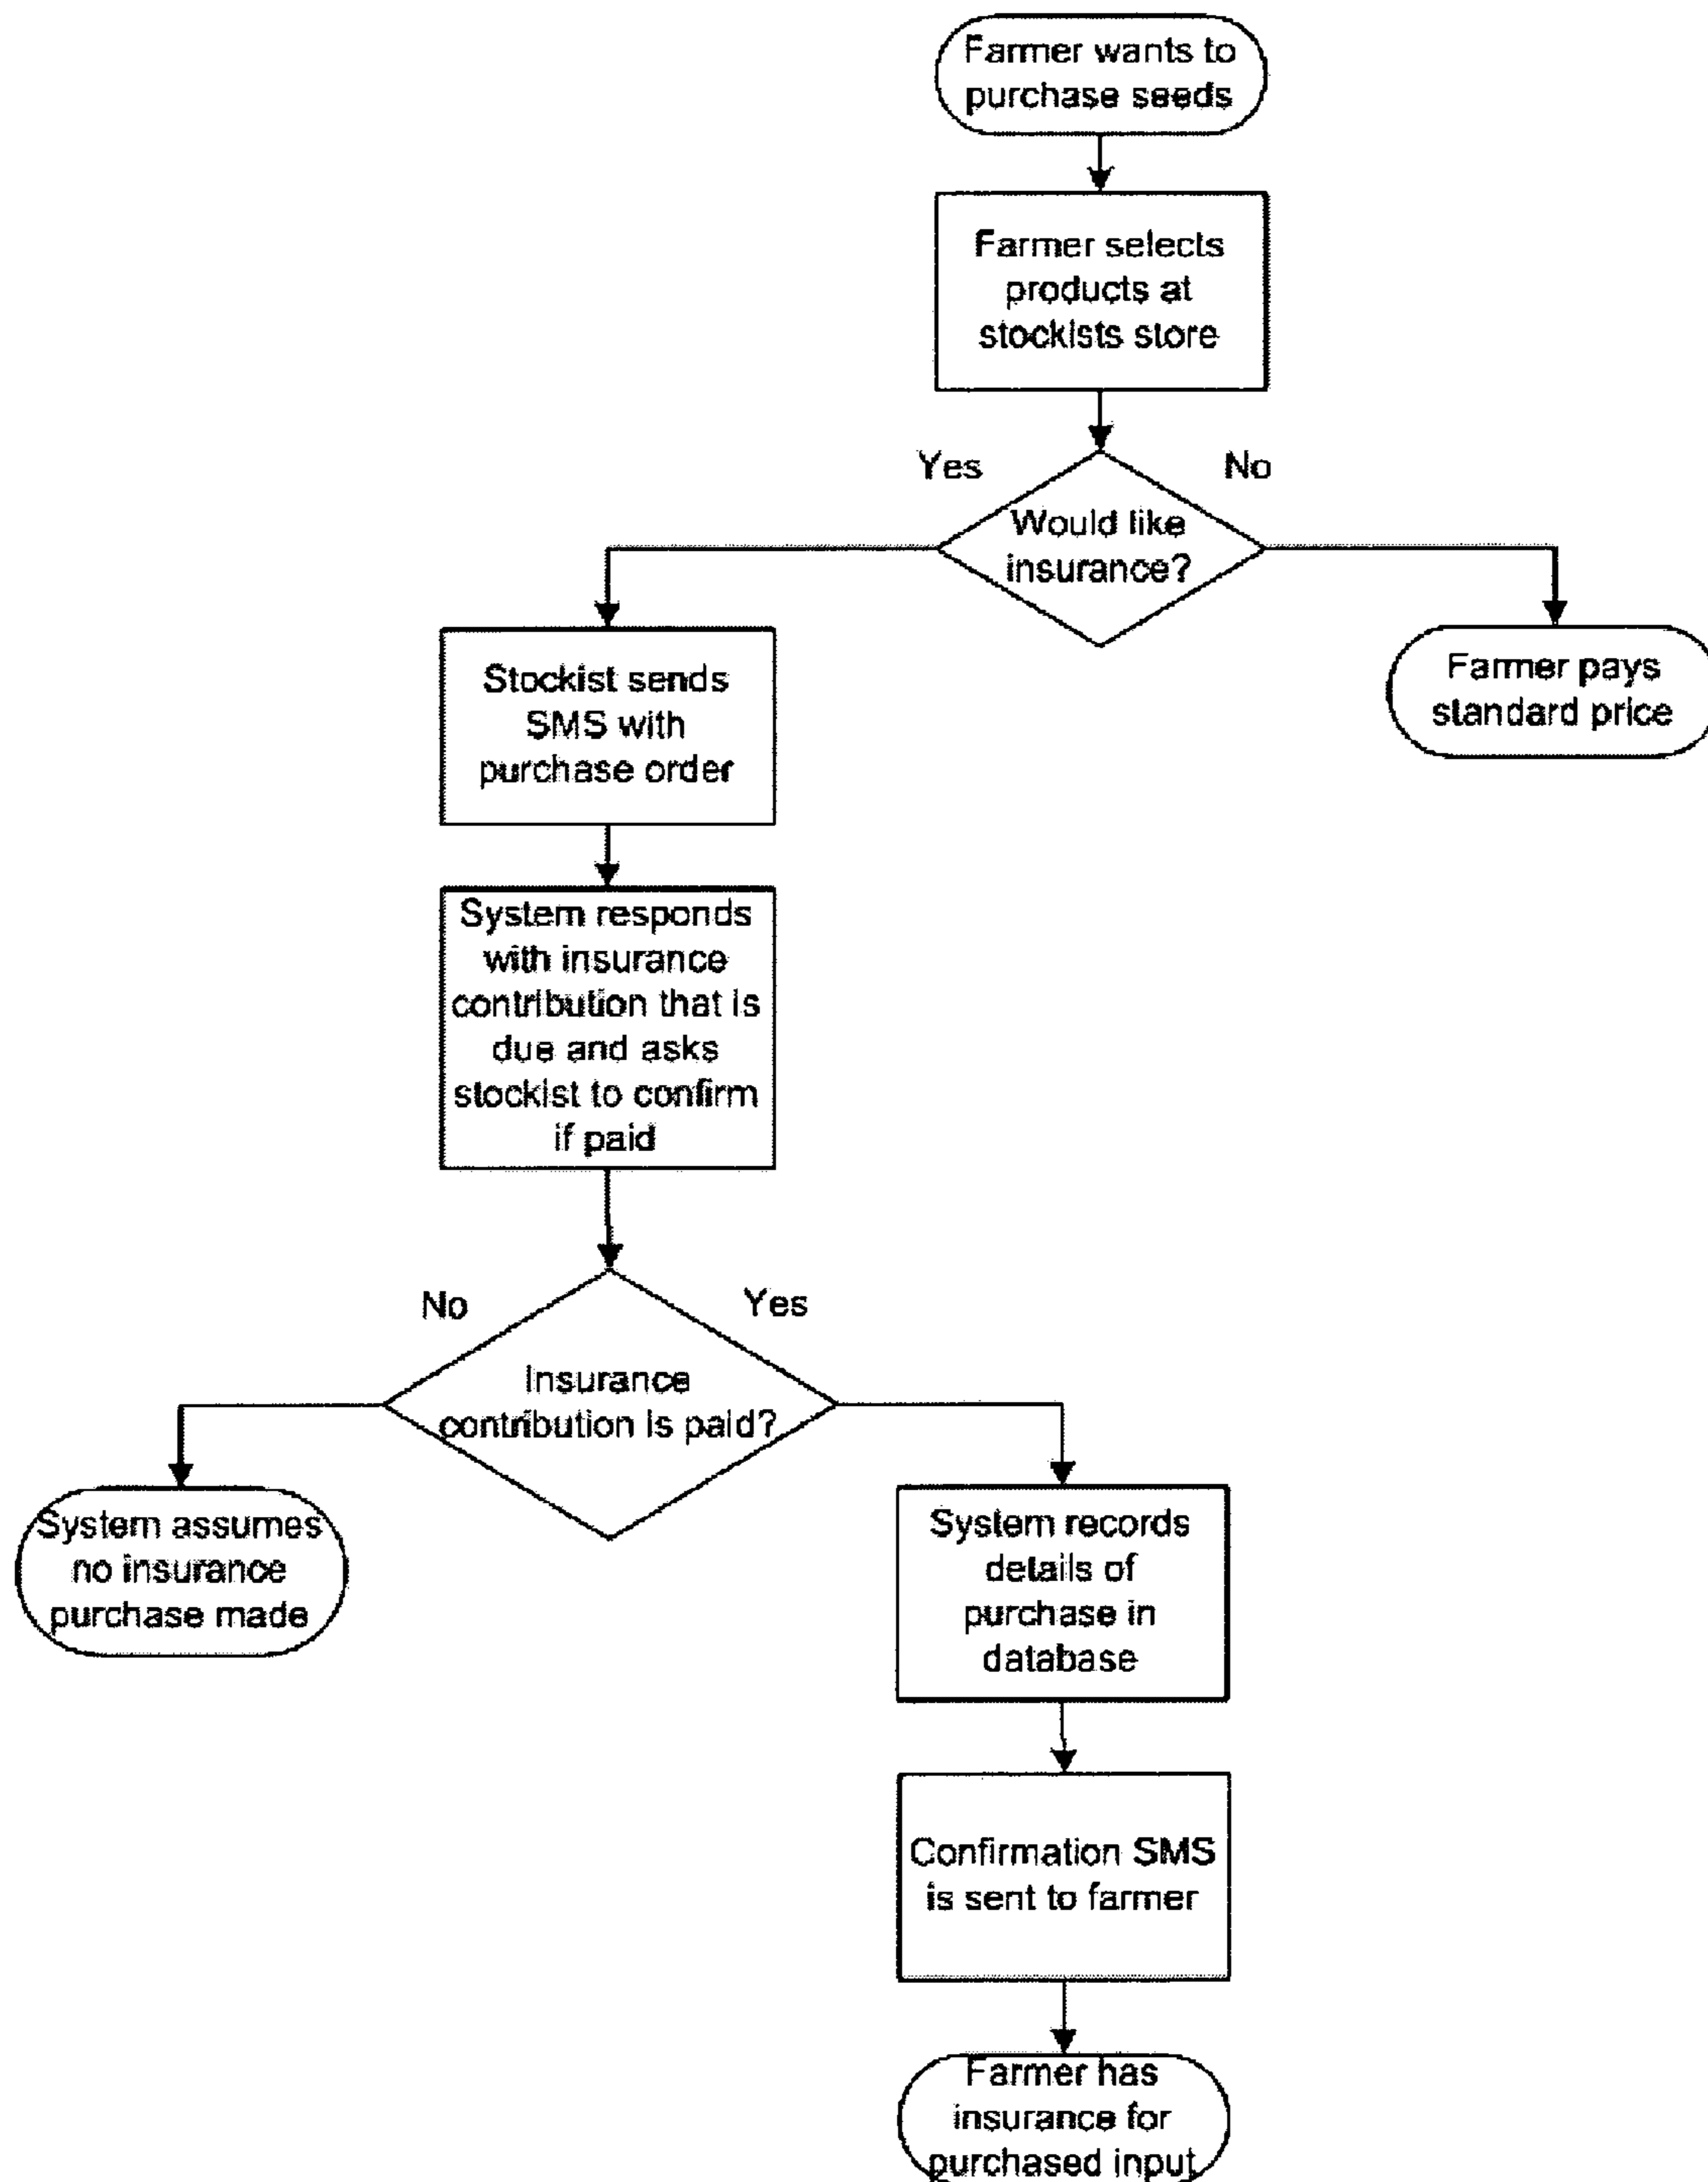 Farmer wants to
purchase seeds
Farmer selects
products at
stockists store
Yes
No
Would like
insurance?
Stockist sends
SMS with
purchase order
Farmer pays
standard price
System responds
with insurance
contribution that is
due and asks
stockist to confirm
if paid
No
Yes
Insurance
contribution is paid?
System assumes
no insurance
purchase made
System records
details of
purchase in
database
Confirmation SMS
is sent to farmer
Farmer has
insurance for
purchased input